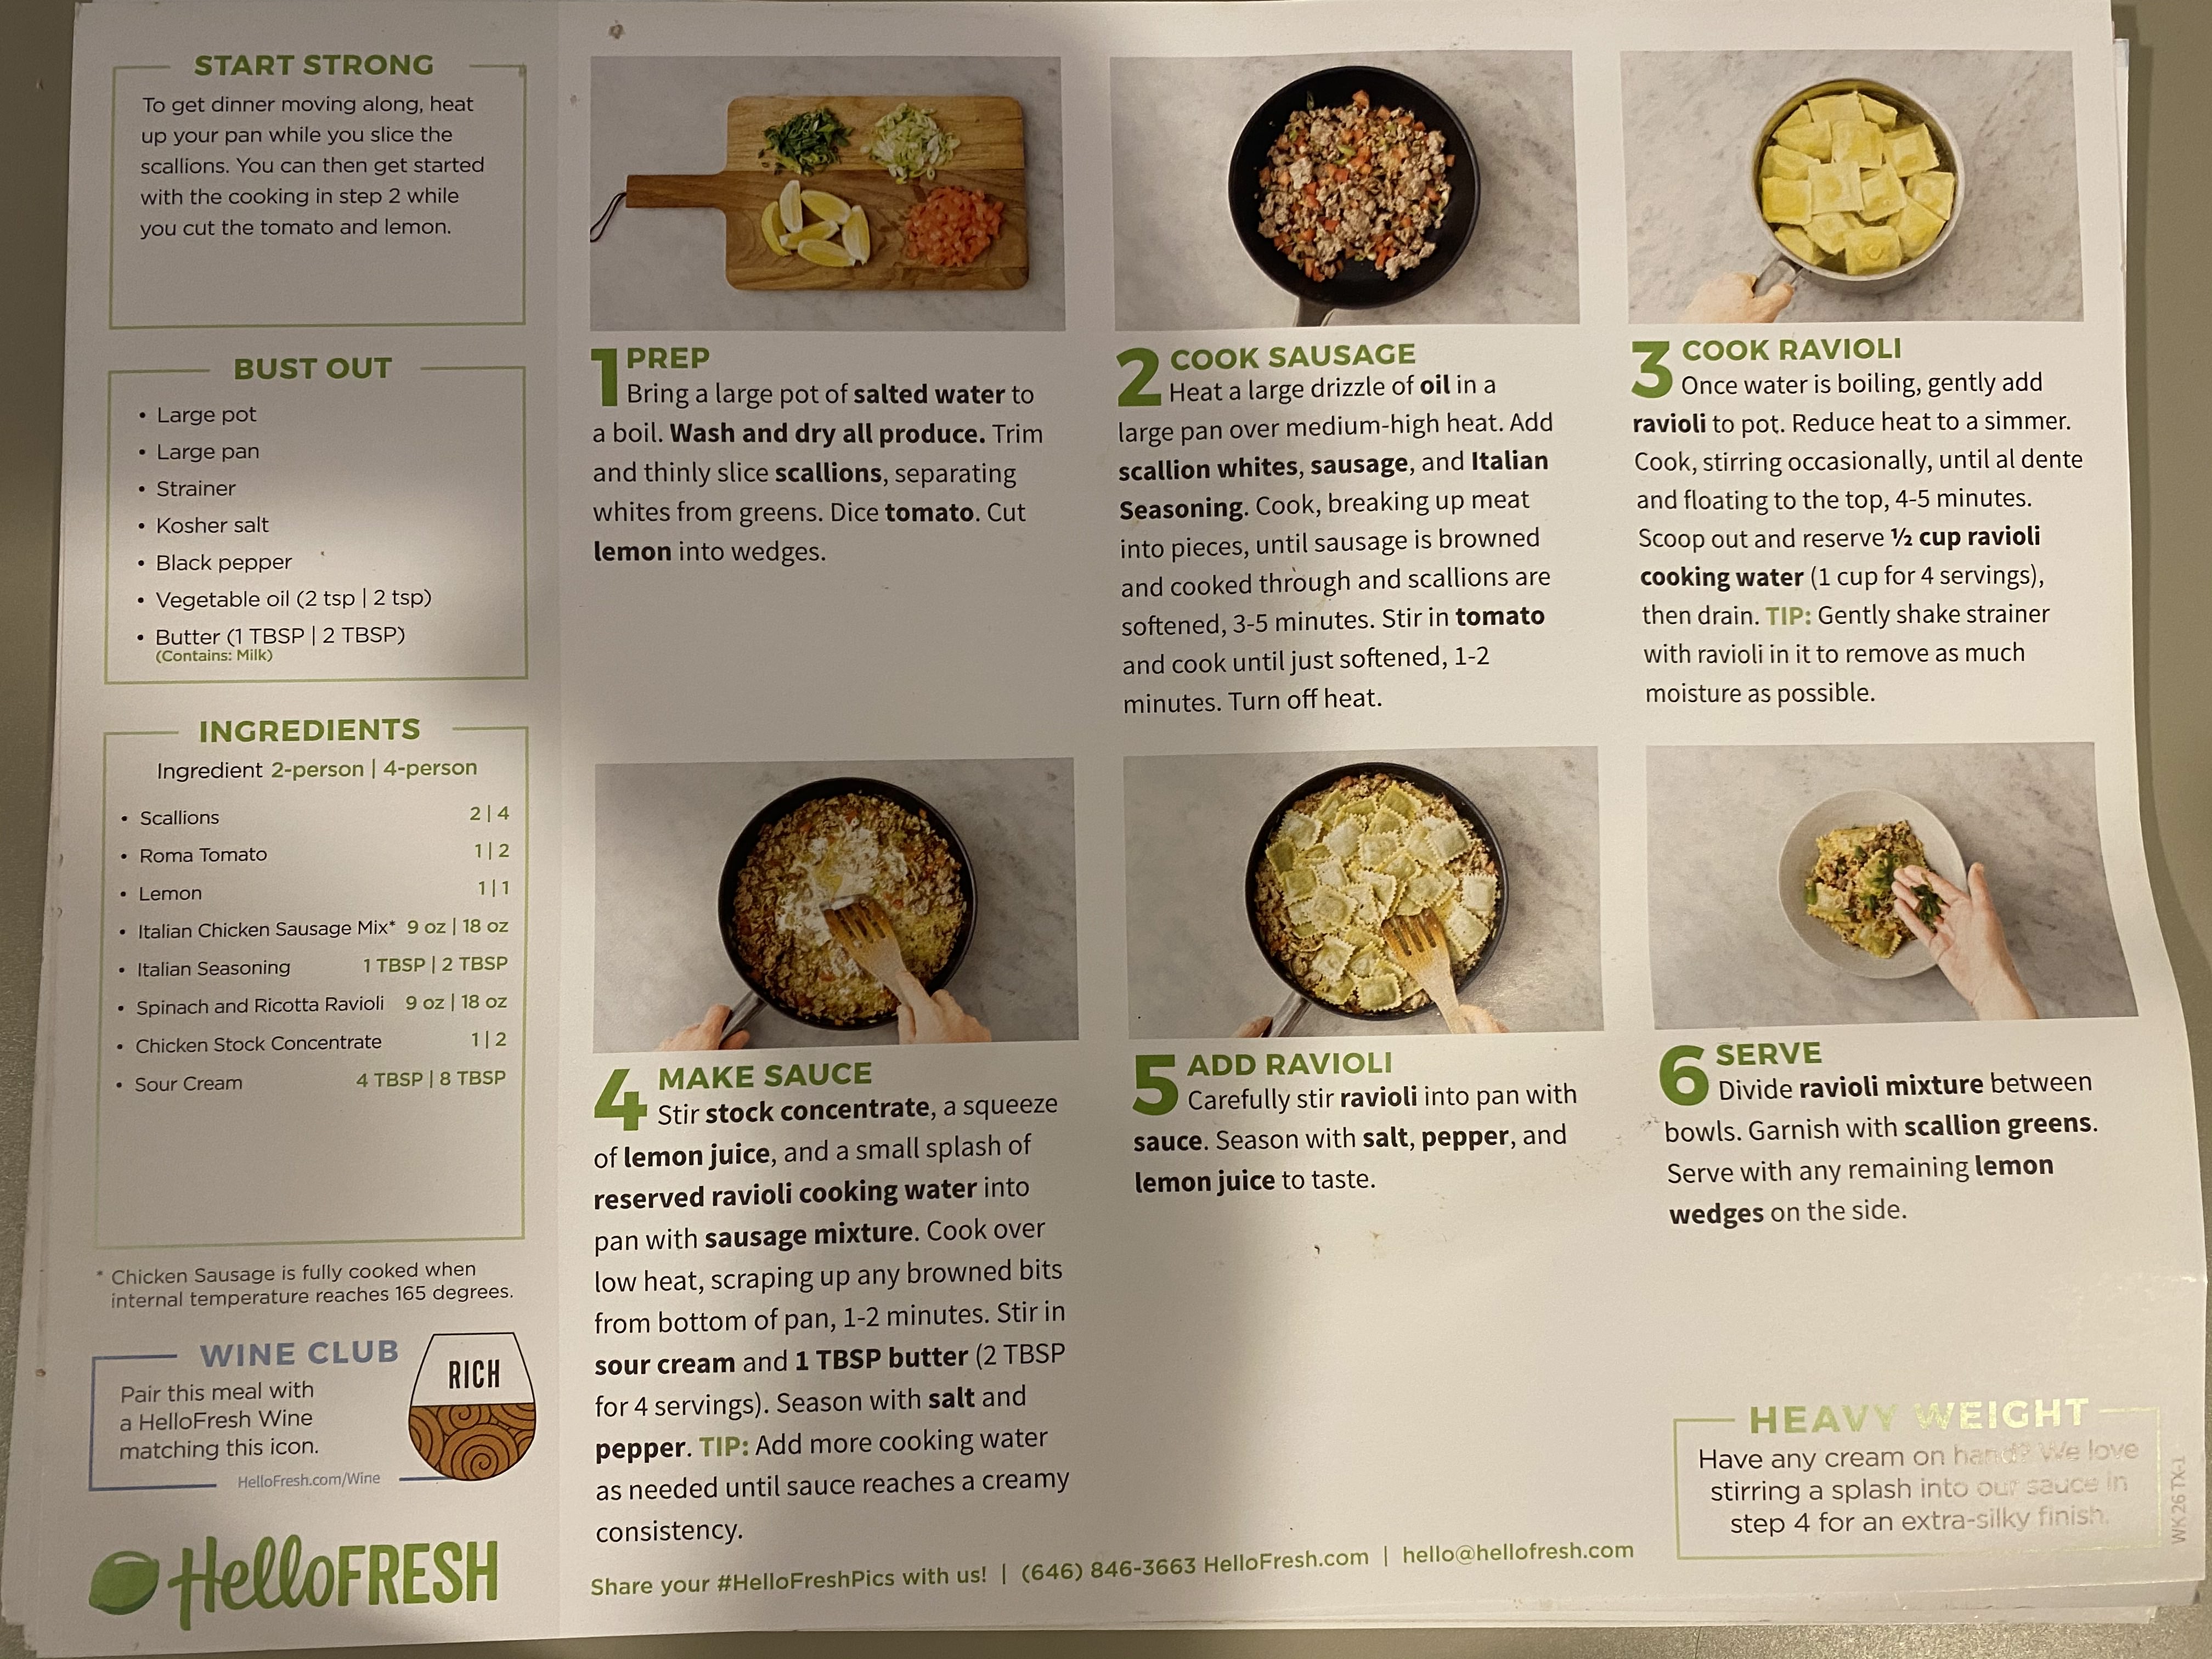 START STRONG
To get dinner moving along, heat
up your pan while you slice the
scallions. You can then get started
with the cooking in step 2 while
you cut the tomato and lemon.
BUST OUT
• Large pot
• Large pan
• Strainer
• Kosher salt
• Black pepper
• Vegetable oil (2 tsp | 2 tsp)
• Butter (1 TBSP | 2 TBSP)
(Contains: Milk)
INGREDIENTS
Ingredient 2-person | 4-person
• Scallions 2 | 4
• Roma Tomato 1 | 2
• Lemon 1 | 1
• Italian Chicken Sausage Mix* 9 oz | 18 oz
• Italian Seasoning 1 TBSP | 2 TBSP
• Spinach and Ricotta Ravioli 9 oz | 18 oz
• Chicken Stock Concentrate 1 | 2
• Sour Cream 4 TBSP | 8 TBSP
* Chicken Sausage is fully cooked when
internal temperature reaches 165 degrees.
WINE CLUB
Pair this meal with
a HelloFresh Wine
matching this icon.
HelloFresh.com/Wine
RICH
HelloFRESH
1 PREP
Bring a large pot of salted water to
a boil. Wash and dry all produce. Trim
and thinly slice scallions, separating
whites from greens. Dice tomato. Cut
lemon into wedges.
2 COOK SAUSAGE
Heat a large drizzle of oil in a
large pan over medium-high heat. Add
scallion whites, sausage, and Italian
Seasoning. Cook, breaking up meat
into pieces, until sausage is browned
and cooked through and scallions are
softened, 3-5 minutes. Stir in tomato
and cook until just softened, 1-2
minutes. Turn off heat.
3 COOK RAVIOLI
Once water is boiling, gently add
ravioli to pot. Reduce heat to a simmer.
Cook, stirring occasionally, until al dente
and floating to the top, 4-5 minutes.
Scoop out and reserve ½ cup ravioli
cooking water (1 cup for 4 servings),
then drain. TIP: Gently shake strainer
with ravioli in it to remove as much
moisture as possible.
4 MAKE SAUCE
Stir stock concentrate, a squeeze
of lemon juice, and a small splash of
reserved ravioli cooking water into
pan with sausage mixture. Cook over
low heat, scraping up any browned bits
from bottom of pan, 1-2 minutes. Stir in
sour cream and 1 TBSP butter (2 TBSP
for 4 servings). Season with salt and
pepper. TIP: Add more cooking water
as needed until sauce reaches a creamy
consistency.
5 ADD RAVIOLI
Carefully stir ravioli into pan with
sauce. Season with salt, pepper, and
lemon juice to taste.
6 SERVE
Divide ravioli mixture between
bowls. Garnish with scallion greens.
Serve with any remaining lemon
wedges on the side.
HEAVY WEIGHT
Have any cream on hand? We love
stirring a splash into our sauce in
step 4 for an extra-silky finish.
WK 26 TX-1
Share your #HelloFreshPics with us! | (646) 846-3663 HelloFresh.com | hello@hellofresh.com